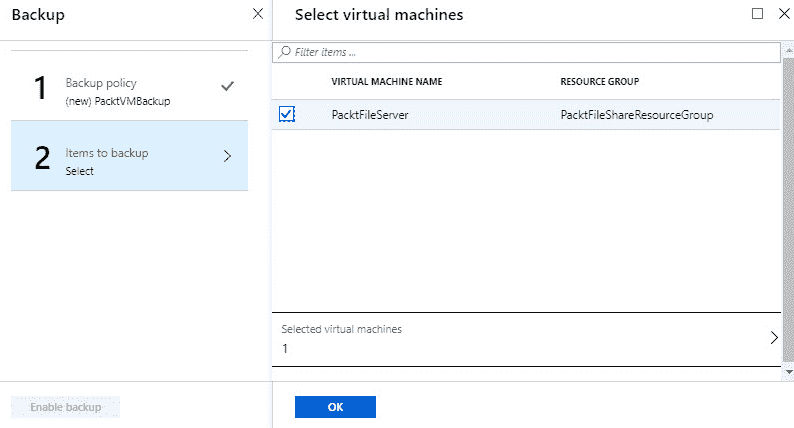 Backup
1
Backup policy
(new) PacktVMBackup
2
Items to backup
Select
Enable backup
Select virtual machines
Filter items ...
VIRTUAL MACHINE NAME RESOURCE GROUP
PacktFileServer PacktFileShareResourceGroup
Selected virtual machines
1
OK